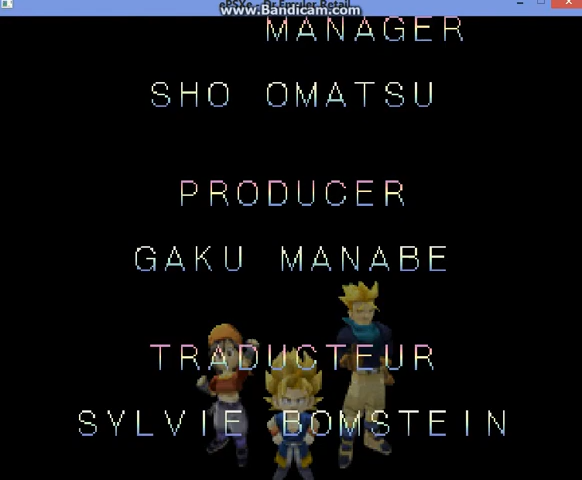 www.Bandicam.com
MANAGER
SHO OMATSU
PRODUCER
GAKU MANABE
TRADUCTEUR
SYLVIE BOMSTEIN